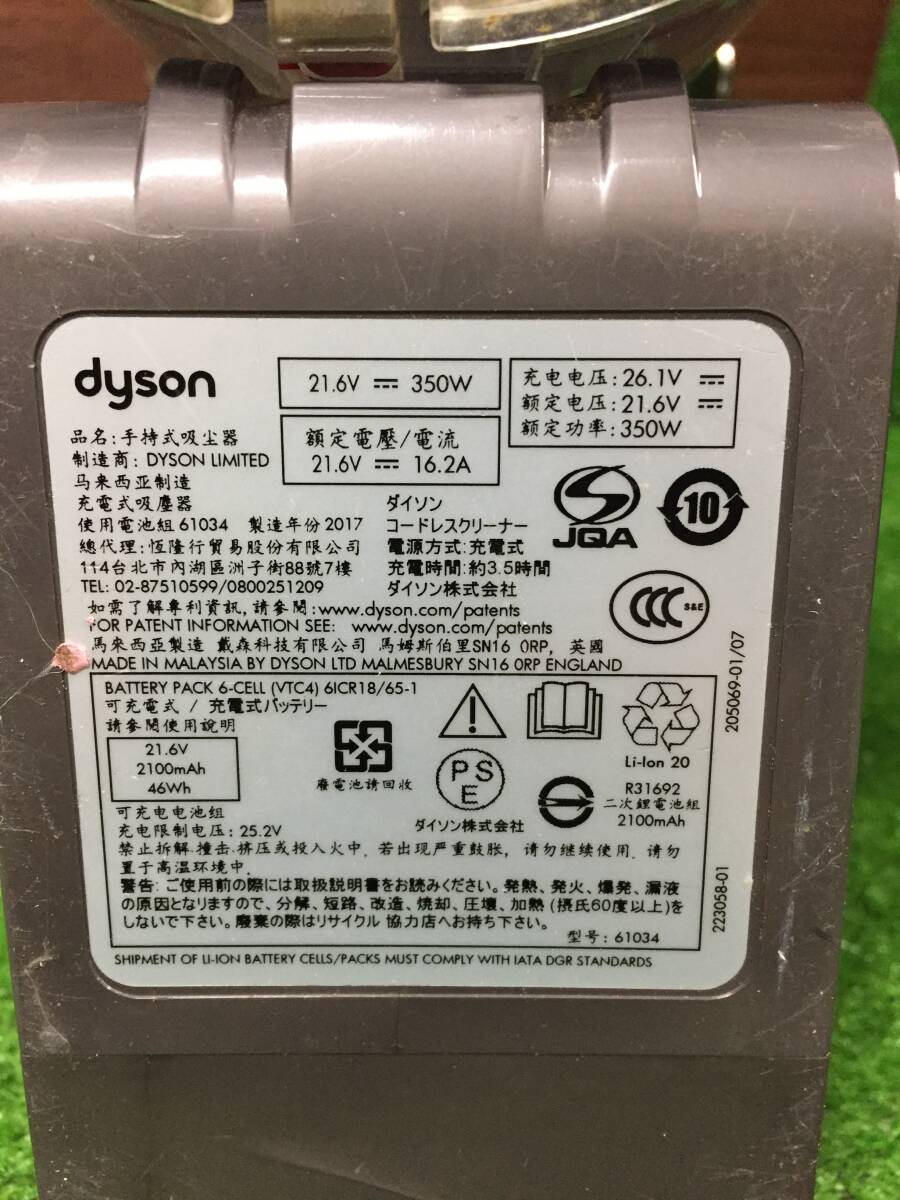 dyson
21.6V ⎓ 350W
額定電壓/電流
21.6V ⎓ 16.2A
充电电压:26.1V ⎓
额定电压:21.6V ⎓
额定功率:350W
品名:手持式吸尘器
制造商: DYSON LIMITED
马来西亚制造
充電式吸塵器
使用電池組61034 製造年份2017
總代理:恆隆行貿易股份有限公司
114台北市內湖區洲子街88號7樓
TEL: 02-87510599/0800251209
ダイソン
コードレスクリーナー
電源方式:充電式
充電時間:約3.5時間
ダイソン株式会社
JQA
10
CCC S&E
如需了解專利資訊,請參閱:www.dyson.com/patents
FOR PATENT INFORMATION SEE: www.dyson.com/patents
馬來西亞製造 戴森科技有限公司 馬姆斯伯里SN16 0RP, 英國
MADE IN MALAYSIA BY DYSON LTD MALMESBURY SN16 0RP ENGLAND
205069-01/07
BATTERY PACK 6-CELL (VTC4) 6ICR18/65-1
可充電式 / 充電式バッテリー
請參閱使用說明
21.6V
2100mAh
46Wh
廢電池請回收
PS
E
ダイソン株式会社
Li-Ion 20
R31692
二次鋰電池組
2100mAh
可充电电池组
充电限制电压: 25.2V
禁止拆解.撞击.挤压或投入火中. 若出现严重鼓胀, 请勿继续使用. 请勿
置于高温环境中.
警告: ご使用前の際には取扱説明書をお読みください。発熱、発火、爆発、漏液
の原因となりますので、分解、短路、改造、焼却、圧壊、加熱 (摂氏60度以上)を
しないで下さい。廃棄の際はリサイクル 協力店へお持ち下さい。
型号: 61034
223058-01
SHIPMENT OF LI-ION BATTERY CELLS/PACKS MUST COMPLY WITH IATA DGR STANDARDS